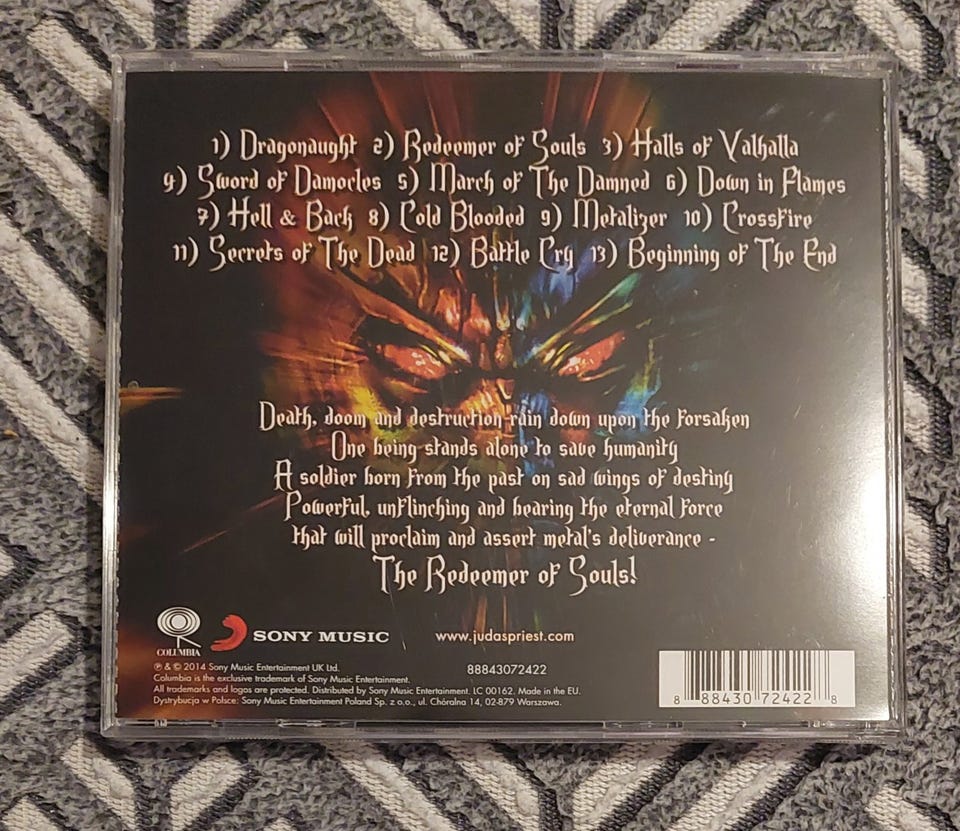 1) Dragonaught 2) Redeemer of Souls 3) Halls of Valhalla
4) Sword of Damocles 5) March of The Damned 6) Down in Flames
7) Hell & Back 8) Cold Blooded 9) Metalizer 10) Crossfire
11) Secrets of The Dead 12) Battle Cry 13) Beginning of The End
Death, doom and destruction rain down upon the forsaken
One being stands alone to save humanity
A soldier born from the past on sad wings of destiny
Powerful, unflinching and bearing the eternal force
that will proclaim and assert metal's deliverance -
The Redeemer of Souls!
COLUMBIA
SONY MUSIC
www.judaspriest.com
℗ & © 2014 Sony Music Entertainment UK Ltd.
Columbia is the exclusive trademark of Sony Music Entertainment.
All trademarks and logos are protected. Distributed by Sony Music Entertainment. LC 00162. Made in the EU.
Dystrybucja w Polsce: Sony Music Entertainment Poland Sp. z o.o., ul. Chóralna 14, 02-879 Warszawa.
88843072422
8 88430 72422 8